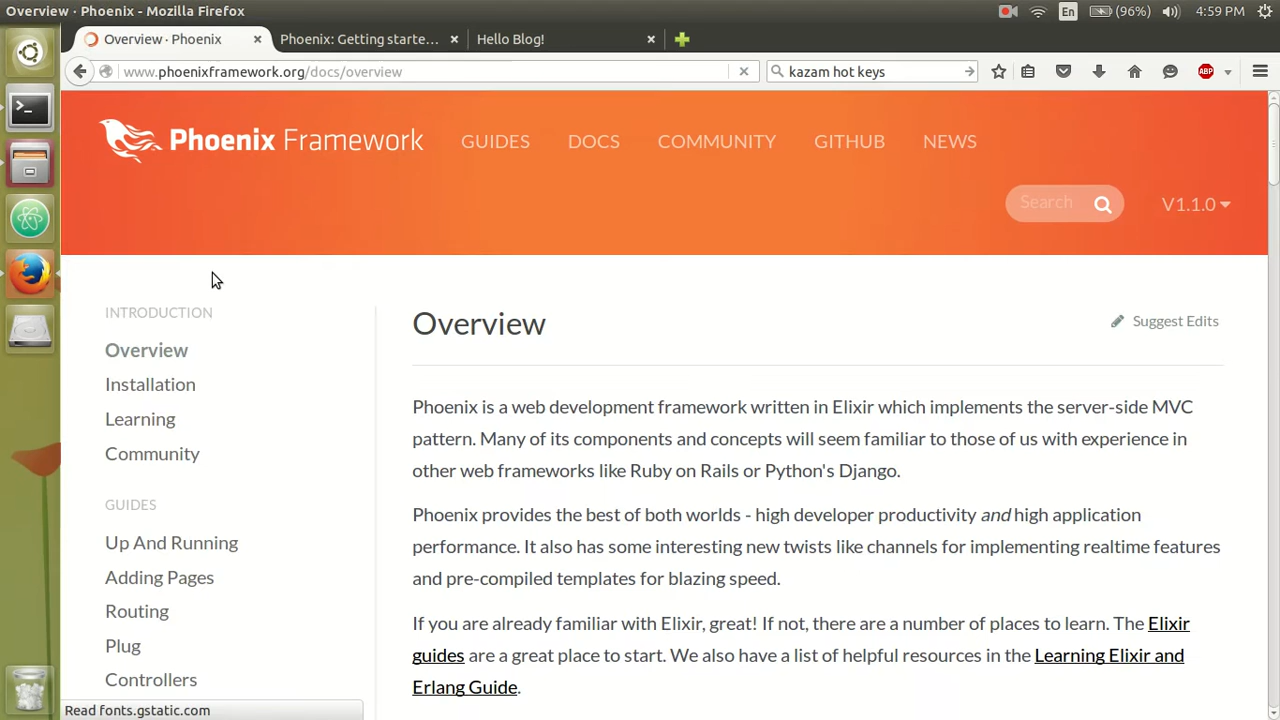 Overview · Phoenix - Mozilla Firefox
En
(96%)
4:59 PM
Overview · Phoenix
Phoenix: Getting starte...
Hello Blog!
www.phoenixframework.org/docs/overview
kazam hot keys
ABP
Phoenix Framework
GUIDES
DOCS
COMMUNITY
GITHUB
NEWS
Search
V1.1.0
INTRODUCTION
Overview
Installation
Learning
Community
GUIDES
Up And Running
Adding Pages
Routing
Plug
Controllers
Overview
Suggest Edits
Phoenix is a web development framework written in Elixir which implements the server-side MVC
pattern. Many of its components and concepts will seem familiar to those of us with experience in
other web frameworks like Ruby on Rails or Python's Django.
Phoenix provides the best of both worlds - high developer productivity and high application
performance. It also has some interesting new twists like channels for implementing realtime features
and pre-compiled templates for blazing speed.
If you are already familiar with Elixir, great! If not, there are a number of places to learn. The Elixir
guides are a great place to start. We also have a list of helpful resources in the Learning Elixir and
Erlang Guide.
Read fonts.gstatic.com